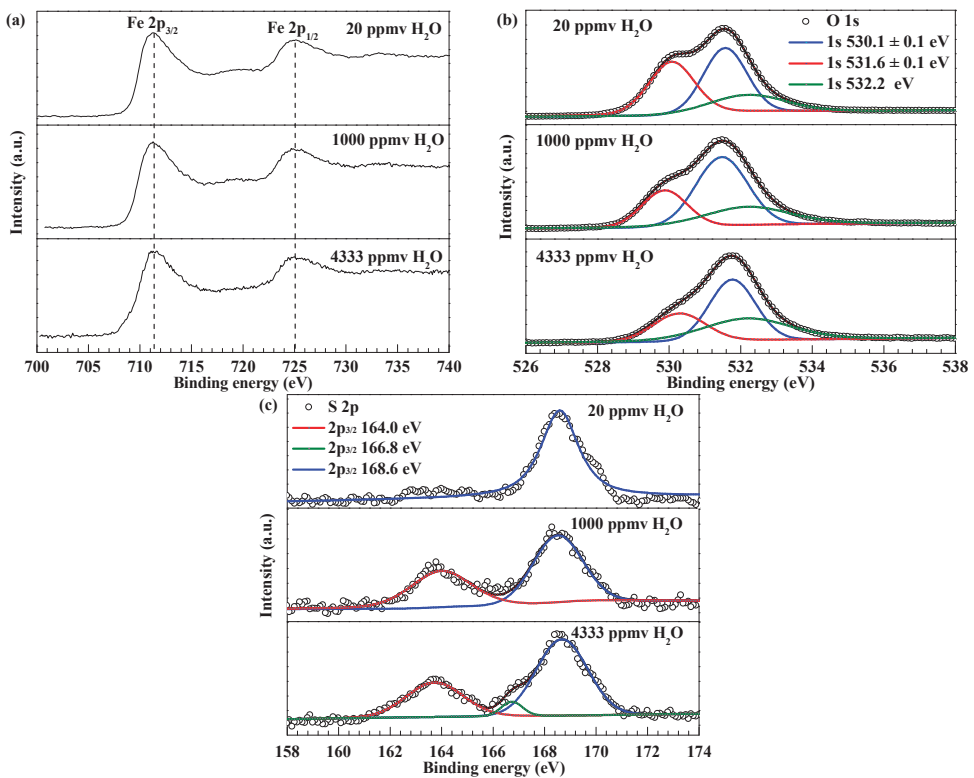 (a)
Fe 2p3/2
Fe 2p1/2
20 ppmv H2O
1000 ppmv H2O
4333 ppmv H2O
Intensity (a.u.)
700 705 710 715 720 725 730 735 740
Binding energy (eV)
(b)
20 ppmv H2O
O 1s
1s 530.1 ± 0.1 eV
1s 531.6 ± 0.1 eV
1s 532.2 eV
1000 ppmv H2O
4333 ppmv H2O
Intensity (a.u.)
526 528 530 532 534 536 538
Binding energy (eV)
(c)
S 2p
2p3/2 164.0 eV
2p3/2 166.8 eV
2p3/2 168.6 eV
20 ppmv H2O
1000 ppmv H2O
4333 ppmv H2O
Intensity (a.u.)
158 160 162 164 166 168 170 172 174
Binding energy (eV)